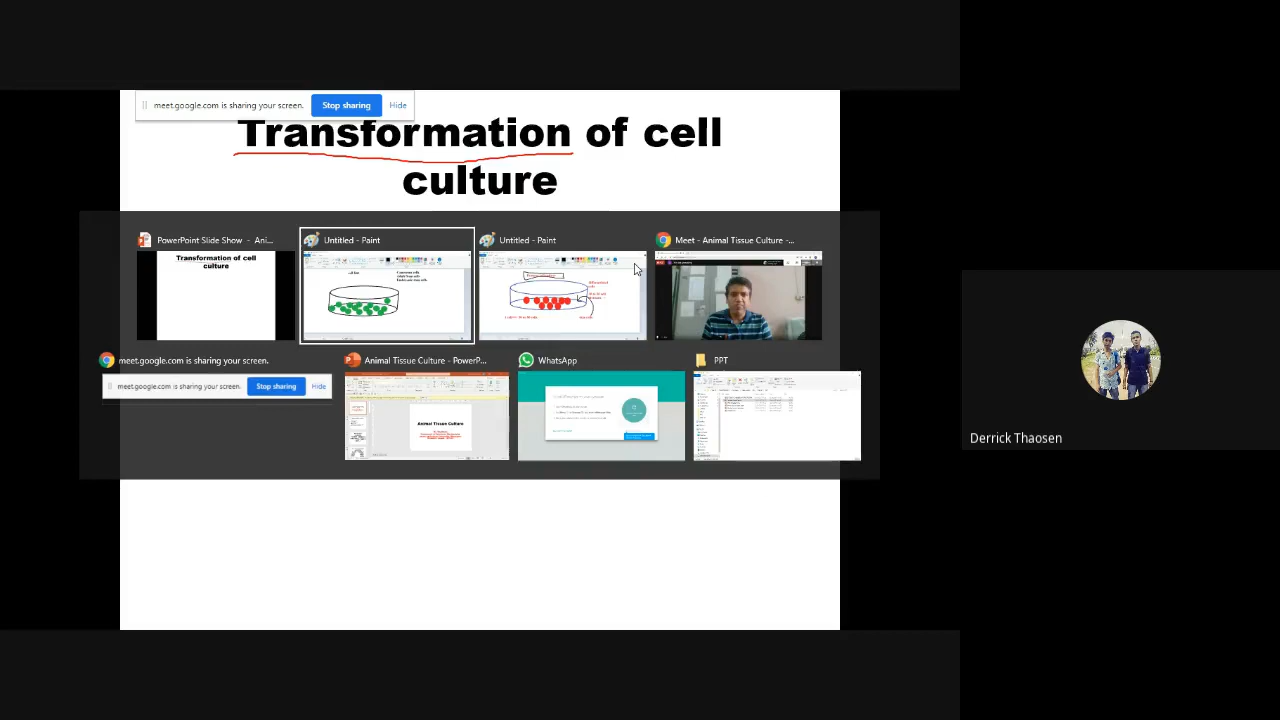 meet.google.com is sharing your screen. Stop sharing Hide
Transformation of cell
culture
PowerPoint Slide Show - Ani...
Untitled - Paint
Untitled - Paint
Meet - Animal Tissue Culture -...
Transformation of cell
culture
meet.google.com is sharing your screen.
Animal Tissue Culture - PowerP...
WhatsApp
PPT
meet.google.com is sharing your screen. Stop sharing Hide
Animal Tissue Culture
Derrick Thaosen